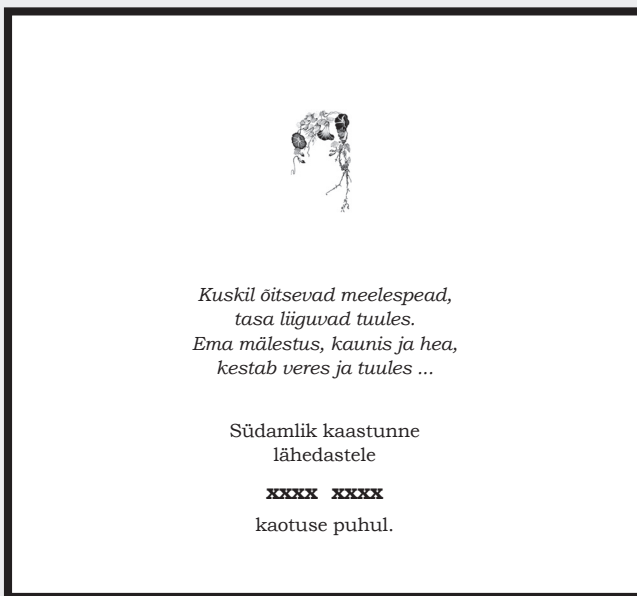 Kuskil õitsevad meelespead,
tasa liiguvad tuules.
Ema mälestus, kaunis ja hea,
kestab veres ja tuules ...
Südamlik kaastunne
lähedastele
xxxx xxxx
kaotuse puhul.